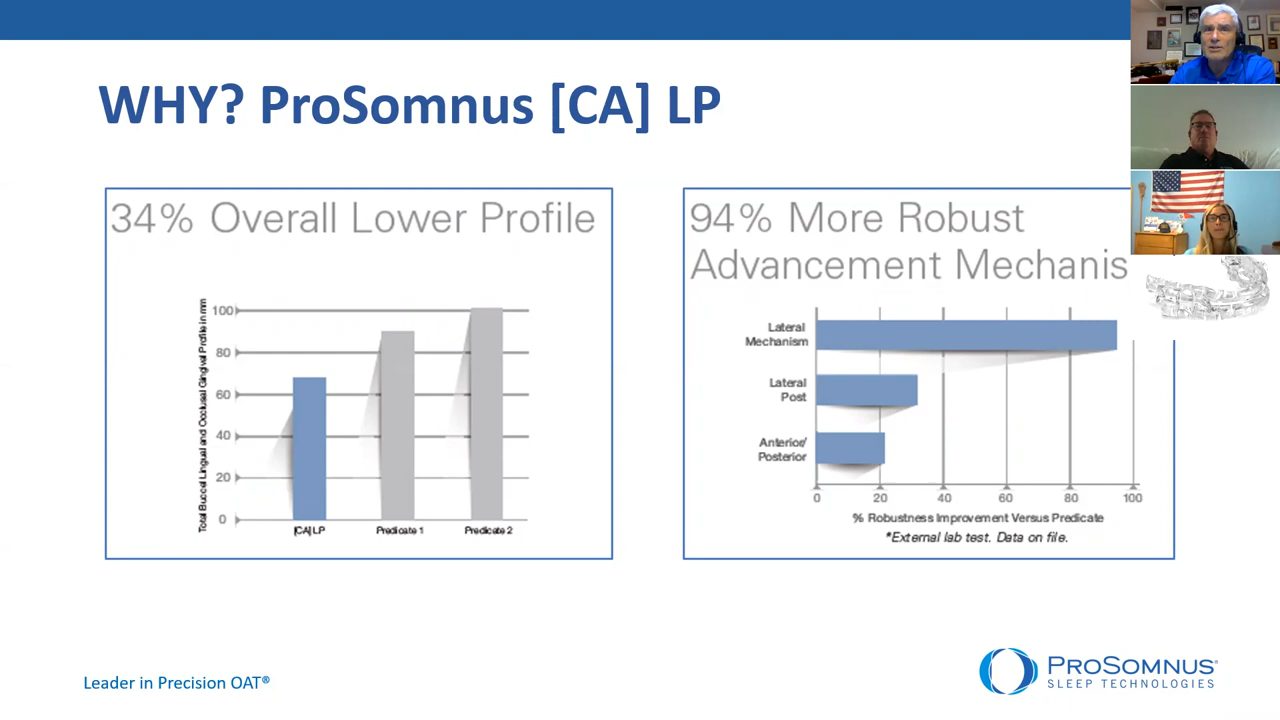 WHY? ProSomnus [CA] LP
34% Overall Lower Profile
Total Buccal Lingual and Occlusal Gingival Profile in mm
100
80
60
40
20
0
[CA] LP
Predicate 1
Predicate 2
94% More Robust
Advancement Mechanis
Lateral
Mechanism
Lateral
Post
Anterior/
Posterior
0
20
40
60
80
100
% Robustness Improvement Versus Predicate
*External lab test. Data on file.
Leader in Precision OAT®
PROSOMNUS®
SLEEP TECHNOLOGIES